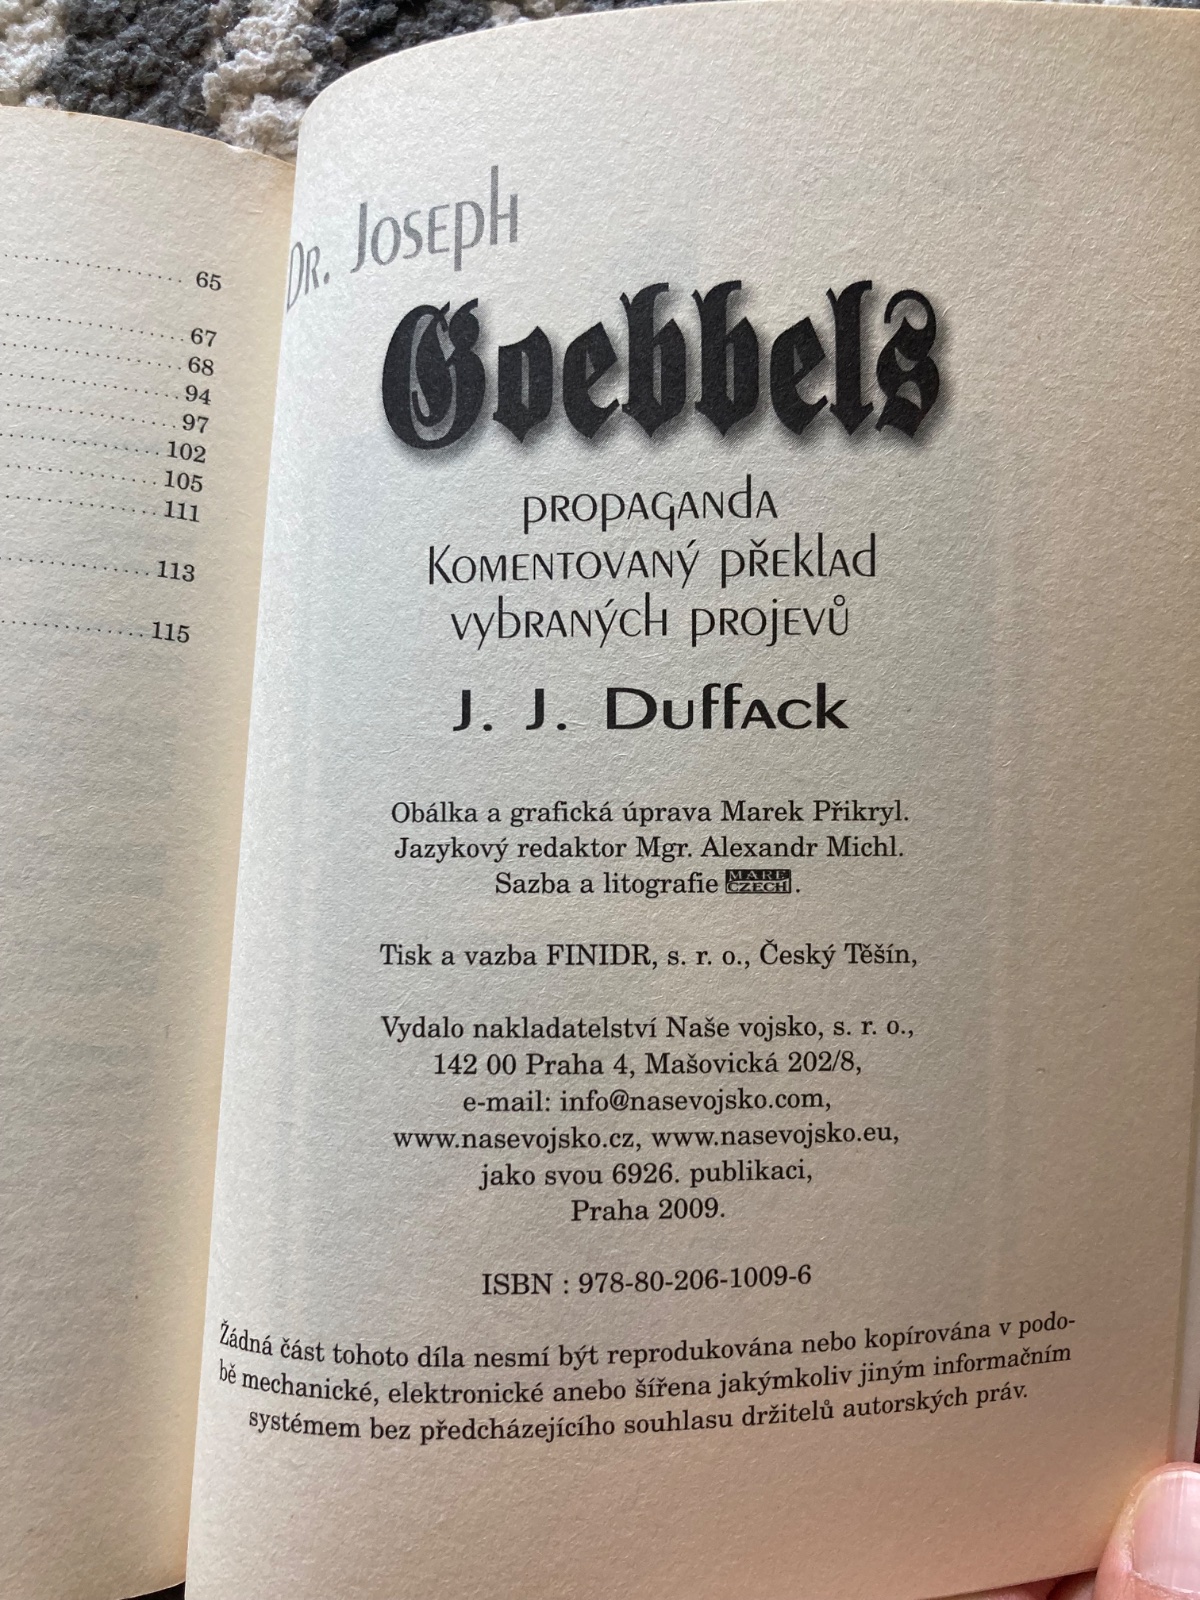 65
67
68
94
97
102
105
111
113
115
Dr. Joseph
Goebbels
propaganda
Komentovaný překlad
vybraných projevů
J. J. Duffack
Obálka a grafická úprava Marek Přikryl.
Jazykový redaktor Mgr. Alexandr Michl.
Sazba a litografie MARE CZECH.
Tisk a vazba FINIDR, s. r. o., Český Těšín,
Vydalo nakladatelství Naše vojsko, s. r. o.,
142 00 Praha 4, Mašovická 202/8,
e-mail: info@nasevojsko.com,
www.nasevojsko.cz, www.nasevojsko.eu,
jako svou 6926. publikaci,
Praha 2009.
ISBN : 978-80-206-1009-6
Žádná část tohoto díla nesmí být reprodukována nebo kopírována v podo-
bě mechanické, elektronické anebo šířena jakýmkoliv jiným informačním
systémem bez předcházejícího souhlasu držitelů autorských práv.